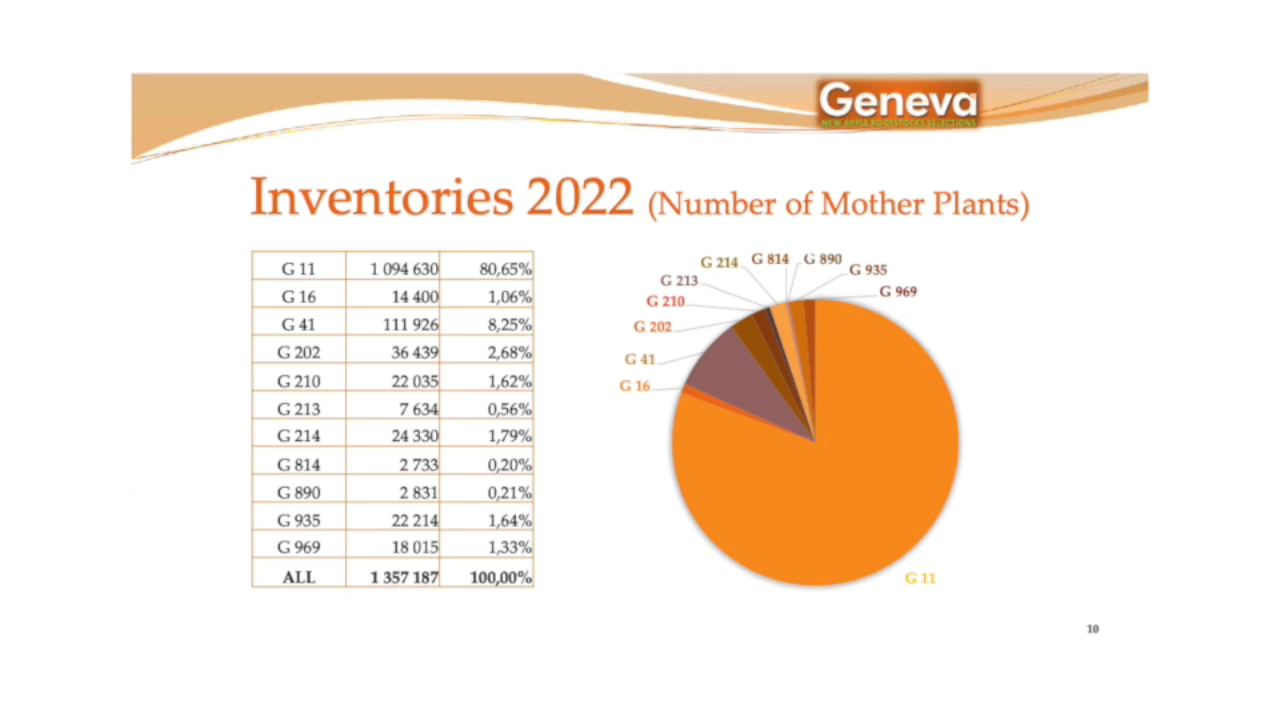 Geneva
NEW APPLE ROOTSTOCKS SELECTIONS
Inventories 2022 (Number of Mother Plants)
G 11 1 094 630 80,65%
G 16 14 400 1,06%
G 41 111 926 8,25%
G 202 36 439 2,68%
G 210 22 035 1,62%
G 213 7 634 0,56%
G 214 24 330 1,79%
G 814 2 733 0,20%
G 890 2 831 0,21%
G 935 22 214 1,64%
G 969 18 015 1,33%
ALL 1 357 187 100,00%
G 214 G 814 G 890
G 935
G 213
G 969
G 210
G 202
G 41
G 16
G 11
10